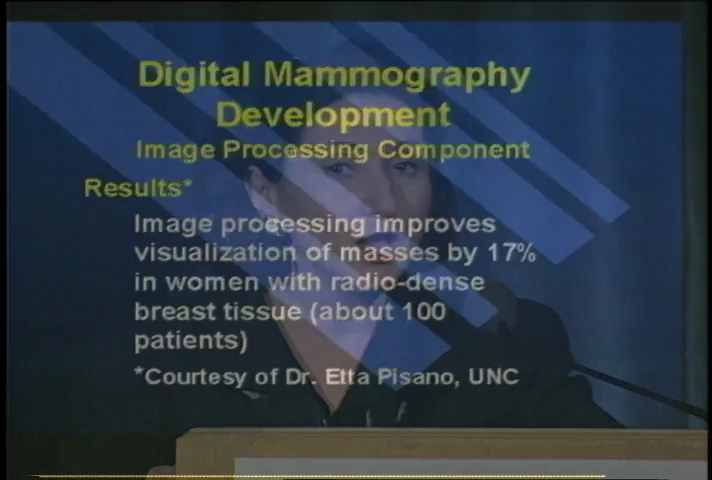 Digital Mammography
Development
Image Processing Component
Results*
Image processing improves
visualization of masses by 17%
in women with radio-dense
breast tissue (about 100
patients)
*Courtesy of Dr. Etta Pisano, UNC